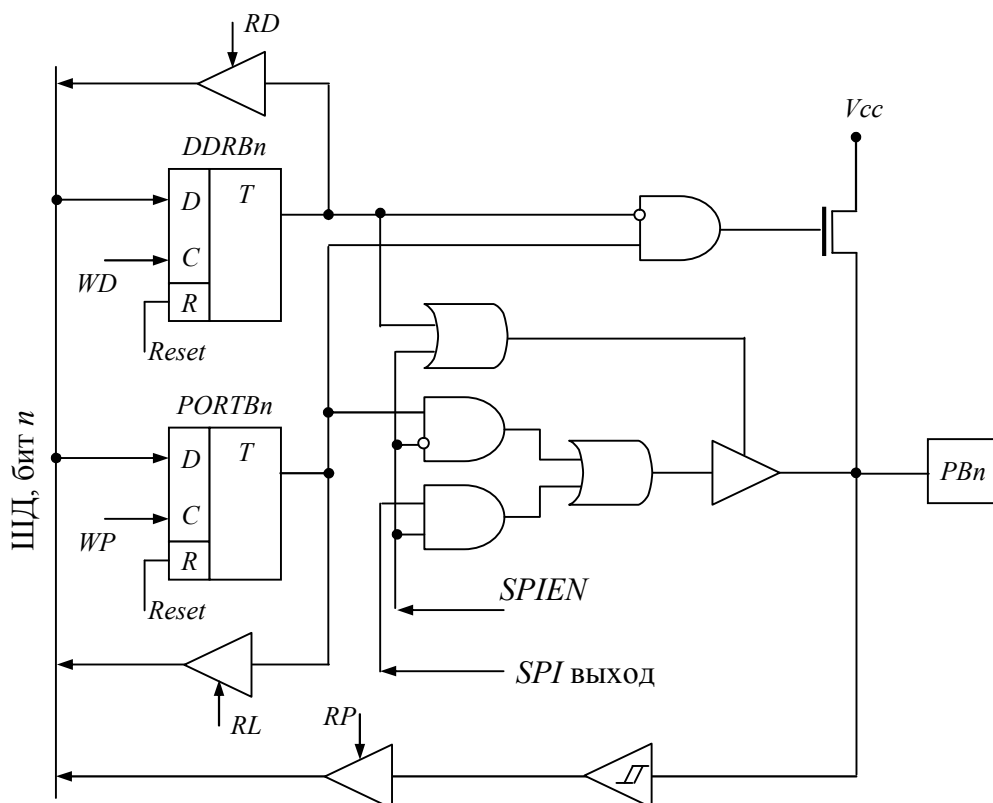 RD
Vcc
DDRBn
D
T
C
WD
R
Reset
PORTBn
D
T
C
WP
R
Reset
ШД, бит n
PBn
SPIEN
SPI выход
RL
RP